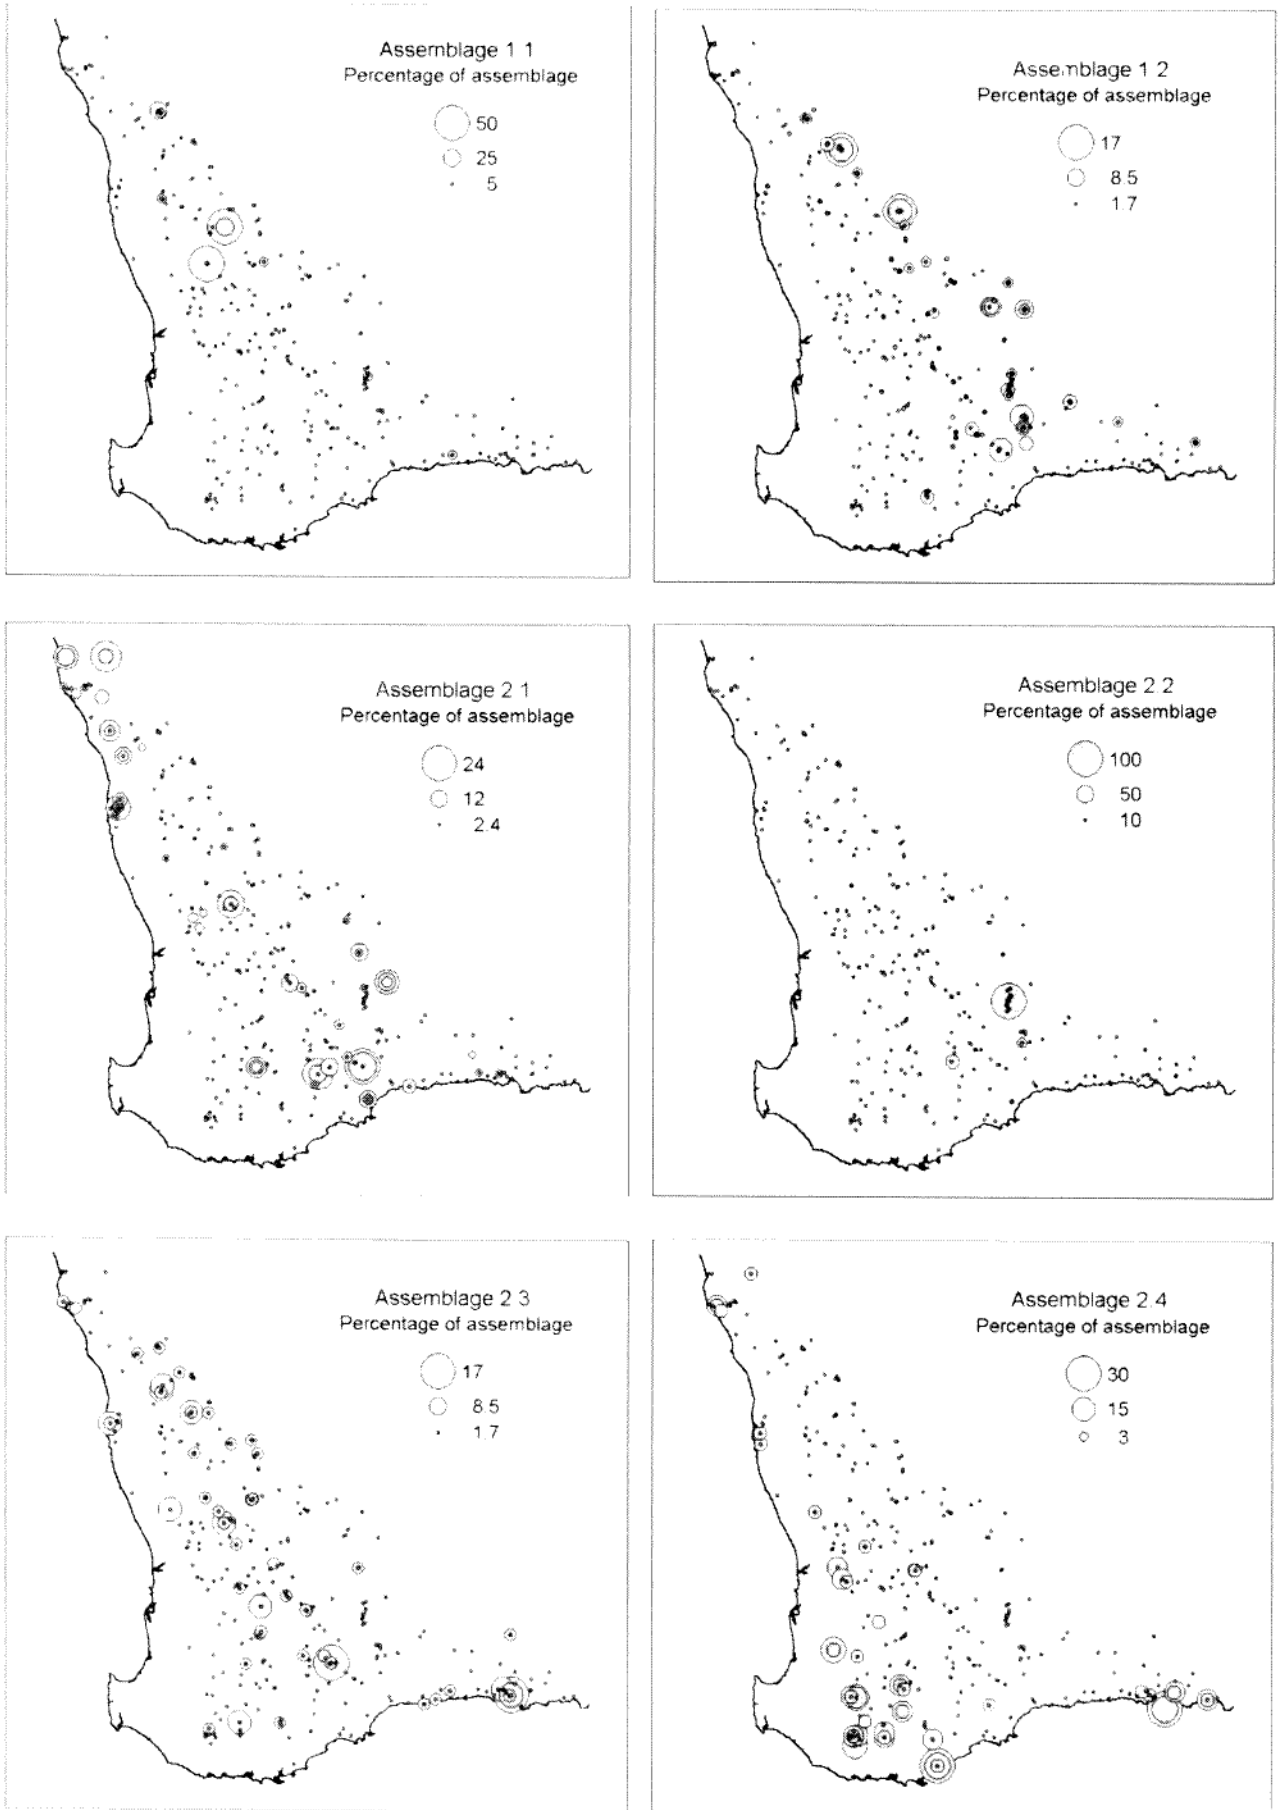 Assemblage 1 1
Percentage of assemblage
50
25
5
Assemblage 1 2
Percentage of assemblage
17
8.5
1.7
Assemblage 2 1
Percentage of assemblage
24
12
2.4
Assemblage 2 2
Percentage of assemblage
100
50
10
Assemblage 2 3
Percentage of assemblage
17
8.5
1.7
Assemblage 2.4
Percentage of assemblage
30
15
3